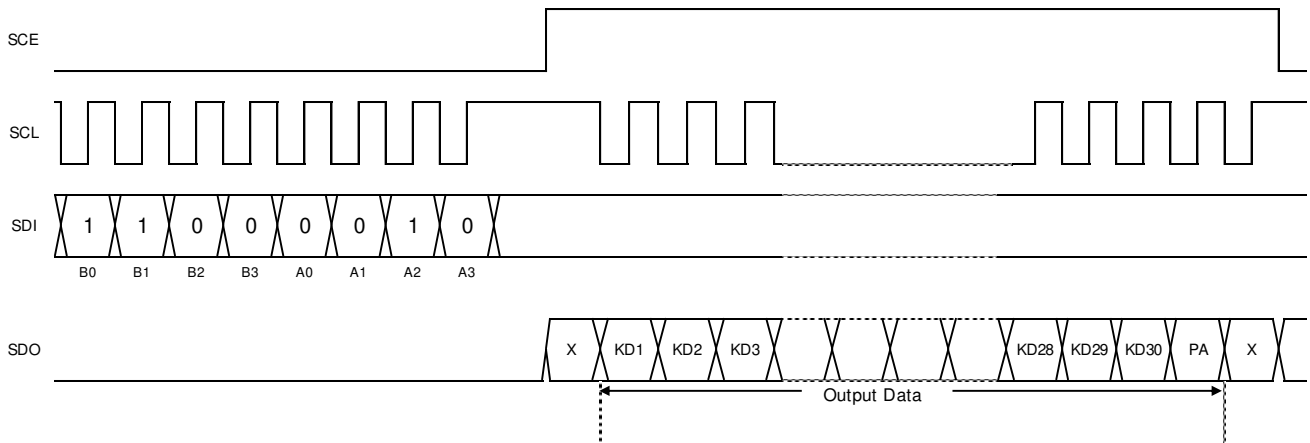 SCE
SCL
SDI 1 1 0 0 0 0 1 0
B0 B1 B2 B3 A0 A1 A2 A3
SDO X KD1 KD2 KD3 KD28 KD29 KD30 PA X
Output Data